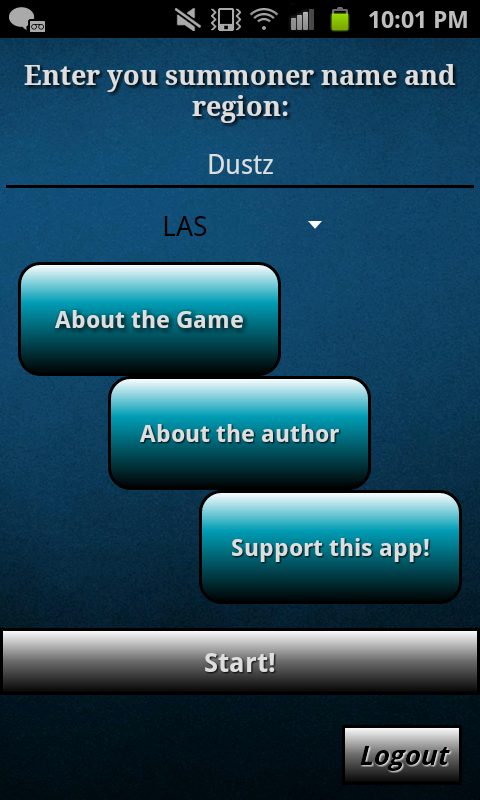 10:01 PM
Enter you summoner name and
region:
Dustz
LAS
About the Game
About the author
Support this app!
Start!
Logout